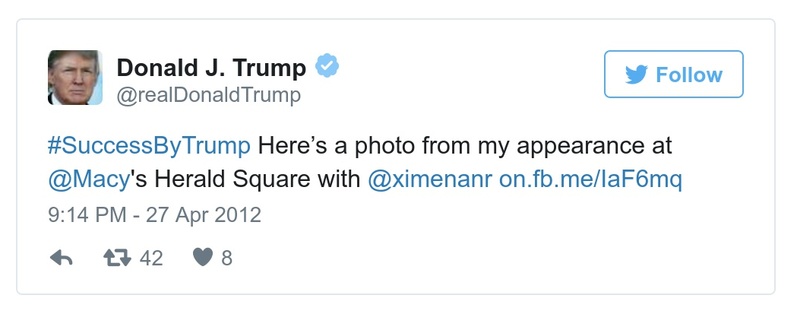 Donald J. Trump
@realDonaldTrump
Follow
#SuccessByTrump Here’s a photo from my appearance at
@Macy's Herald Square with @ximenanr on.fb.me/IaF6mq
9:14 PM - 27 Apr 2012
42
8